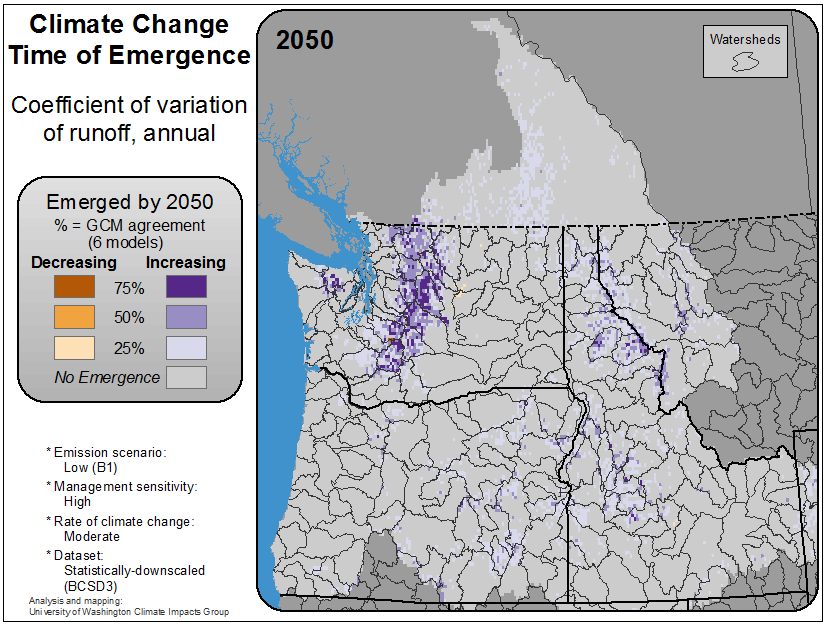 Climate Change
Time of Emergence
Coefficient of variation
of runoff, annual
Emerged by 2050
% = GCM agreement
(6 models)
Decreasing Increasing
75%
50%
25%
No Emergence
* Emission scenario:
Low (B1)
* Management sensitivity:
High
* Rate of climate change:
Moderate
* Dataset:
Statistically-downscaled
(BCSD3)
Analysis and mapping:
University of Washington Climate Impacts Group
2050
Watersheds